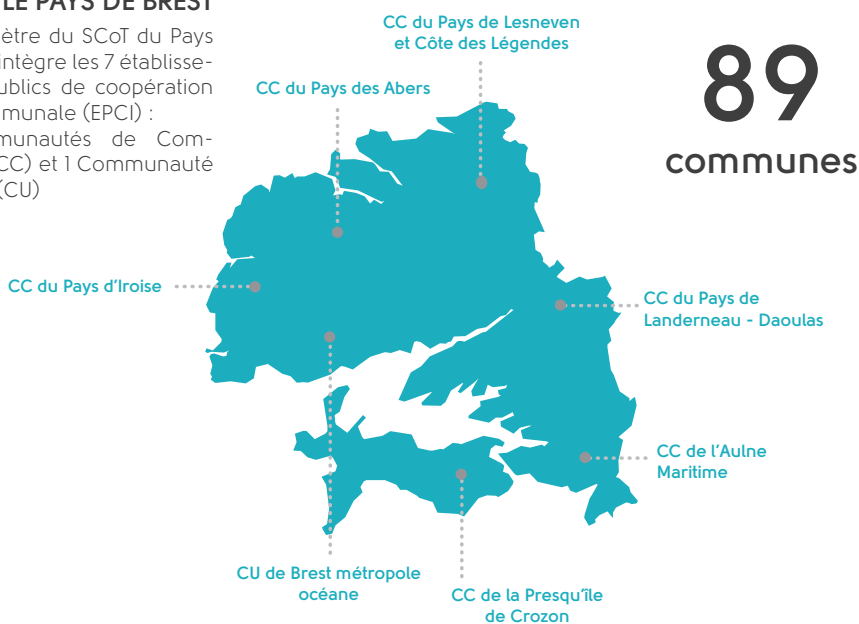 LE PAYS DE BREST
ètre du SCoT du Pays
intègre les 7 établisse-
ublics de coopération
mmunale (EPCI) :
munautés de Com-
CC) et 1 Communauté
(CU)
CC du Pays de Lesneven
et Côte des Légendes
89
communes
CC du Pays des Abers
CC du Pays d'Iroise
CC du Pays de
Landerneau - Daoulas
CC de l'Aulne
Maritime
CU de Brest métropole
océane
CC de la Presqu'île
de Crozon